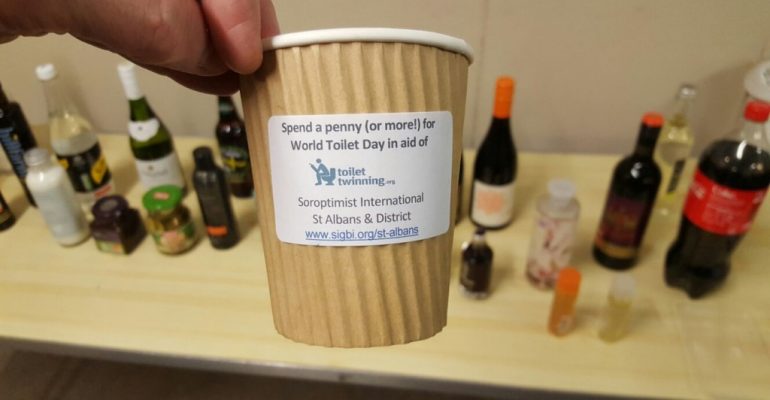 Spend a penny (or more!) for
World Toilet Day in aid of
toilet
twinning.org
Soroptimist International
St Albans & District
www.sigbi.org/st-albans